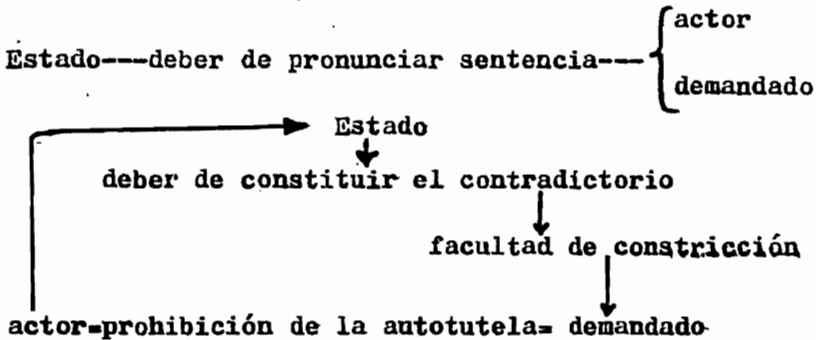 actor
Estado---deber de pronunciar sentencia---
demandado
Estado
deber de constituir el contradictorio
facultad de constricción
actor=prohibición de la autotutela= demandado